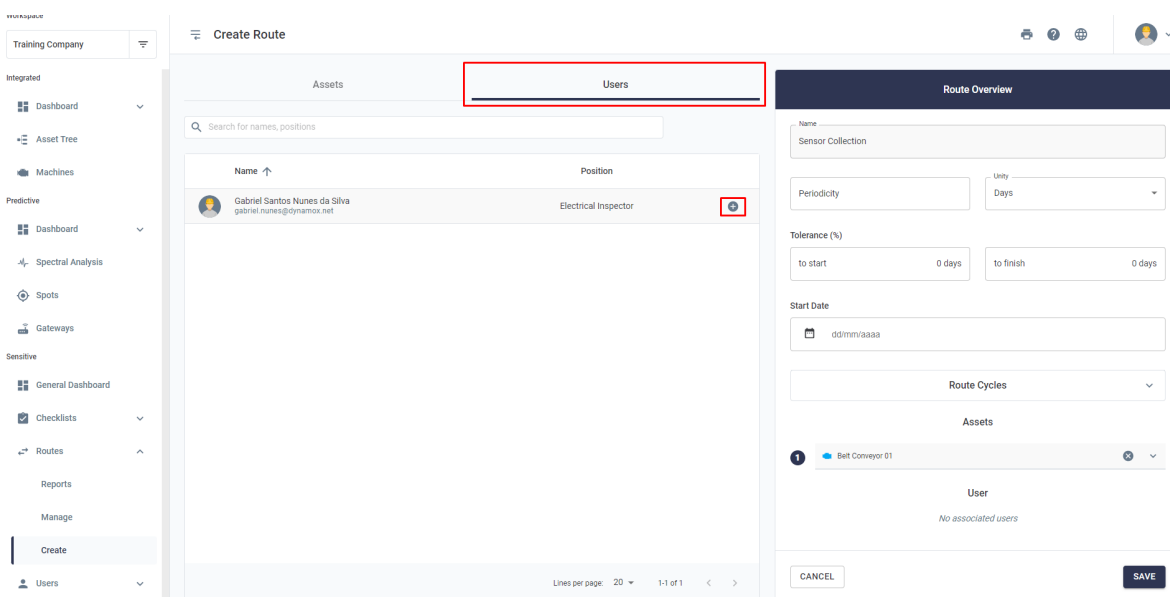 Workspace
Training Company
Integrated
Dashboard
Asset Tree
Machines
Predictive
Dashboard
Spectral Analysis
Spots
Gateways
Sensitive
General Dashboard
Checklists
Routes
Reports
Manage
Create
Users
Create Route
Assets
Users
Search for names, positions
Name
Position
Gabriel Santos Nunes da Silva
gabriel.nunes@dynamox.net
Electrical Inspector
Lines per page: 20
1-1 of 1
Route Overview
Name
Sensor Collection
Periodicity
Unity
Days
Tolerance (%)
to start 0 days
to finish 0 days
Start Date
dd/mm/aaaa
Route Cycles
Assets
1 Belt Conveyor 01
User
No associated users
CANCEL
SAVE